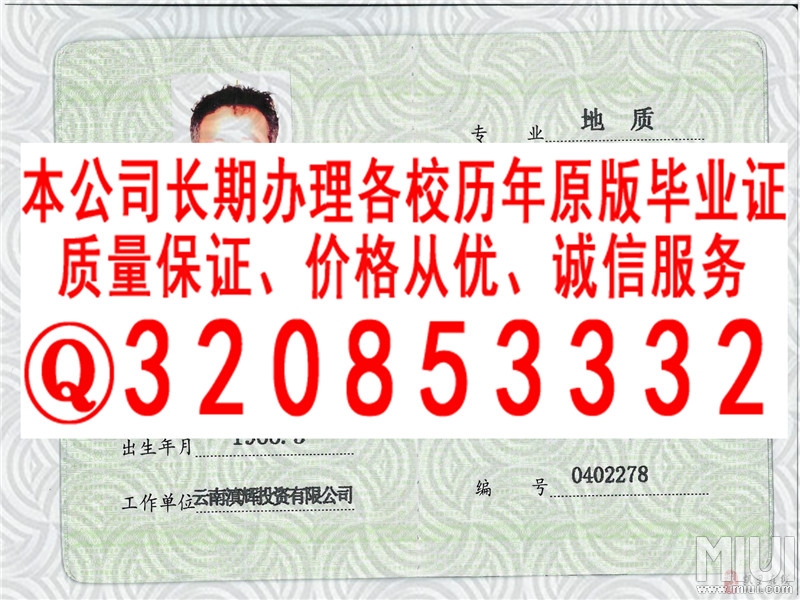 专 业 地 质
本公司长期办理各校历年原版毕业证
质量保证、价格从优、诚信服务
Q320853332
出生年月
工作单位 云南滇辉投资有限公司
编 号 0402278
MIUI
www.miui.com